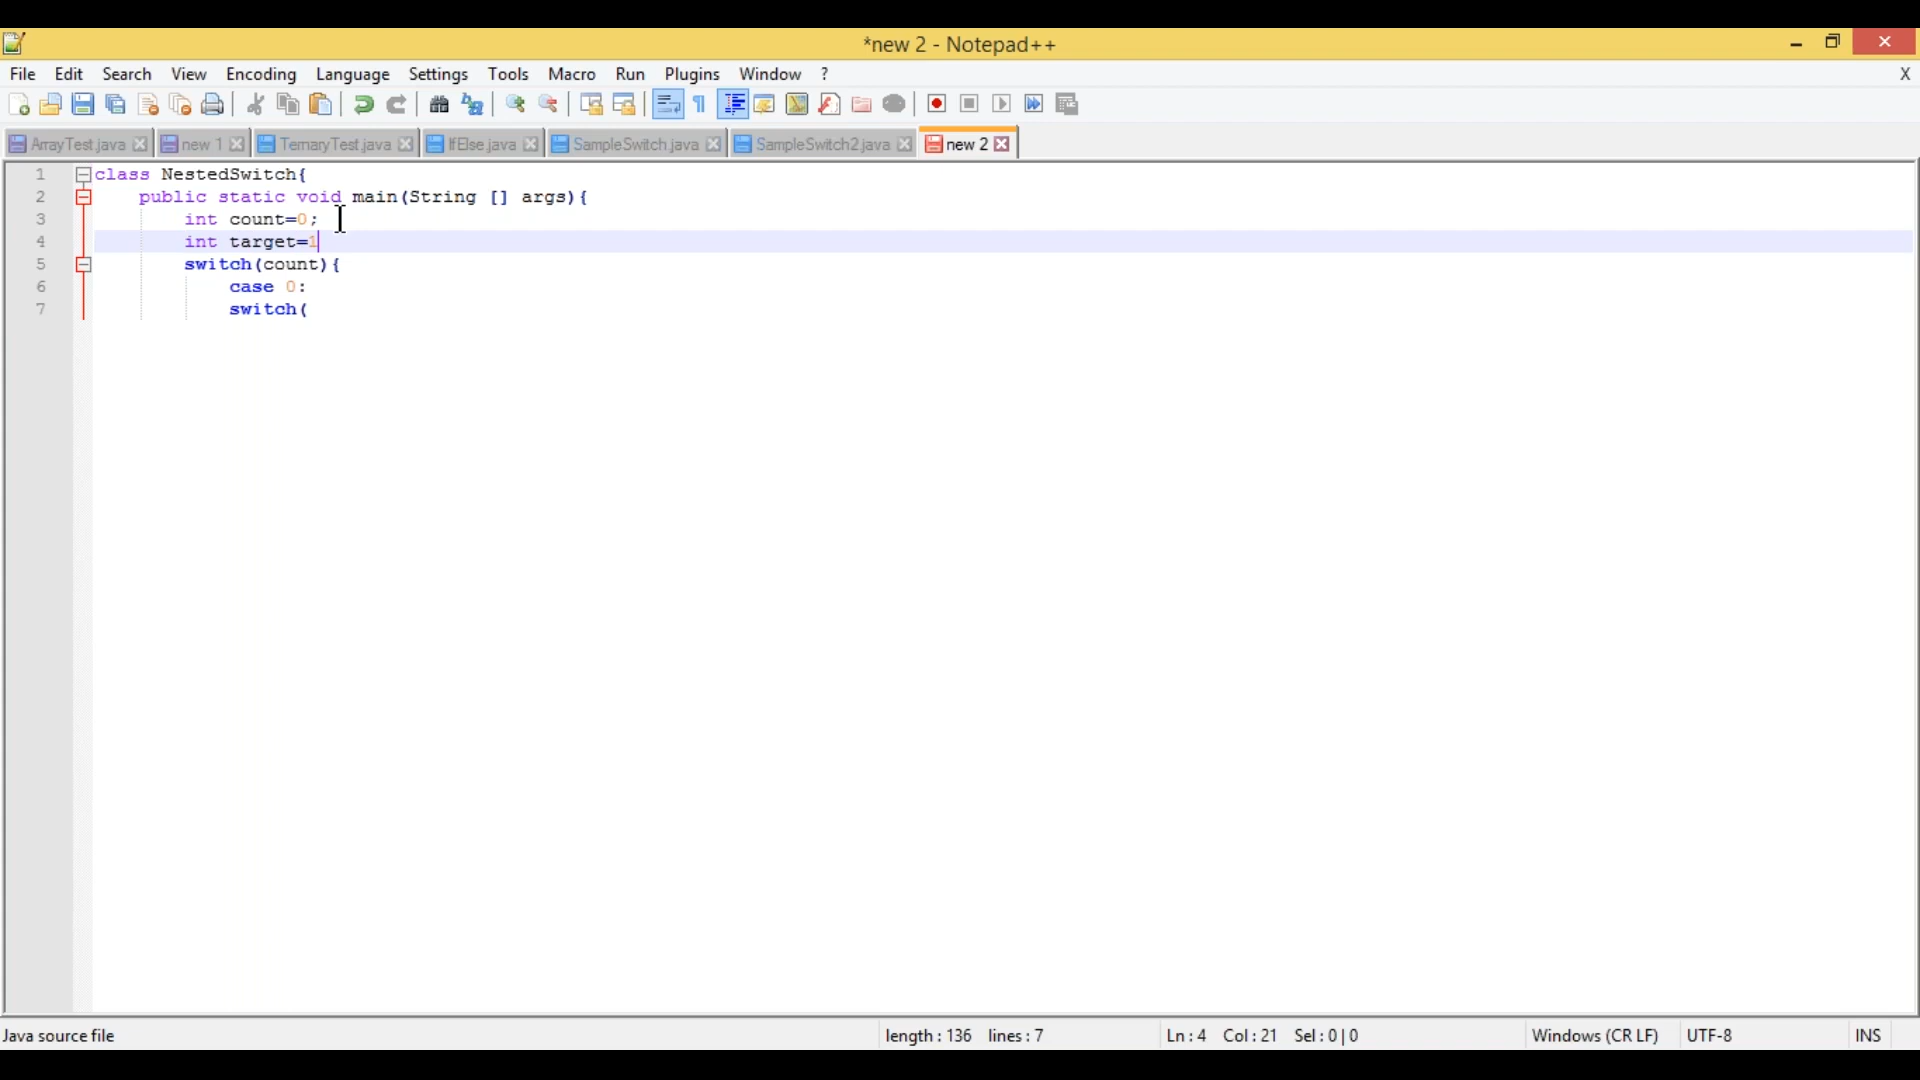 *new 2 - Notepad++
File Edit Search View Encoding Language Settings Tools Macro Run Plugins Window ? X
ArrayTest.java new 1 TernaryTest.java IfElse.java SampleSwitch.java SampleSwitch2.java new 2
1 class NestedSwitch{
2 public static void main(String [] args){
3 int count=0;
4 int target=1
5 switch(count){
6 case 0:
7 switch(
Java source file length : 136 lines : 7 Ln : 4 Col : 21 Sel : 0 | 0 Windows (CR LF) UTF-8 INS